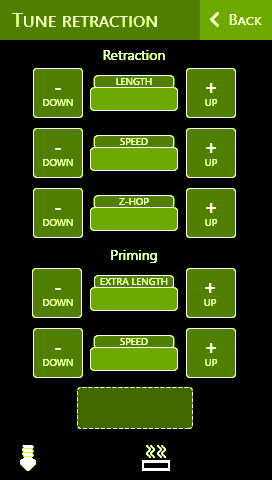 Tune retraction
Back
Retraction
LENGTH
-
DOWN
+
UP
SPEED
-
DOWN
+
UP
Z-HOP
-
DOWN
+
UP
Priming
EXTRA LENGTH
-
DOWN
+
UP
SPEED
-
DOWN
+
UP